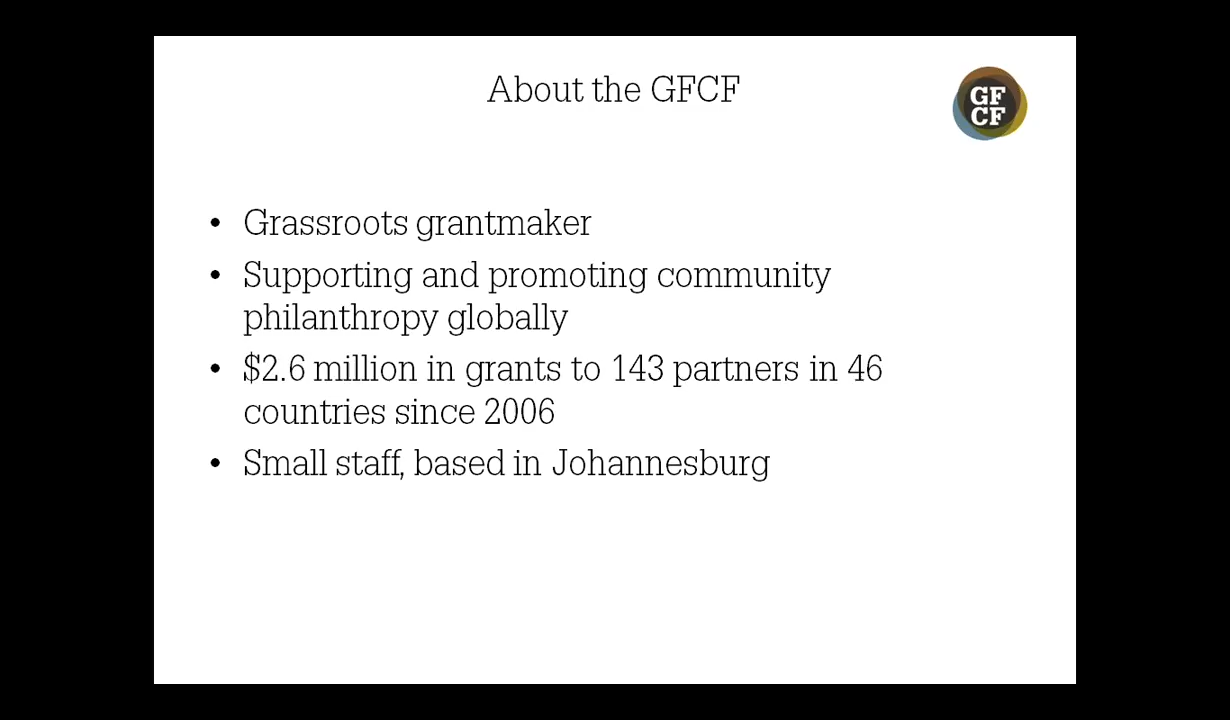 About the GFCF
GF
CF
• Grassroots grantmaker
• Supporting and promoting community
philanthropy globally
• $2.6 million in grants to 143 partners in 46
countries since 2006
• Small staff, based in Johannesburg